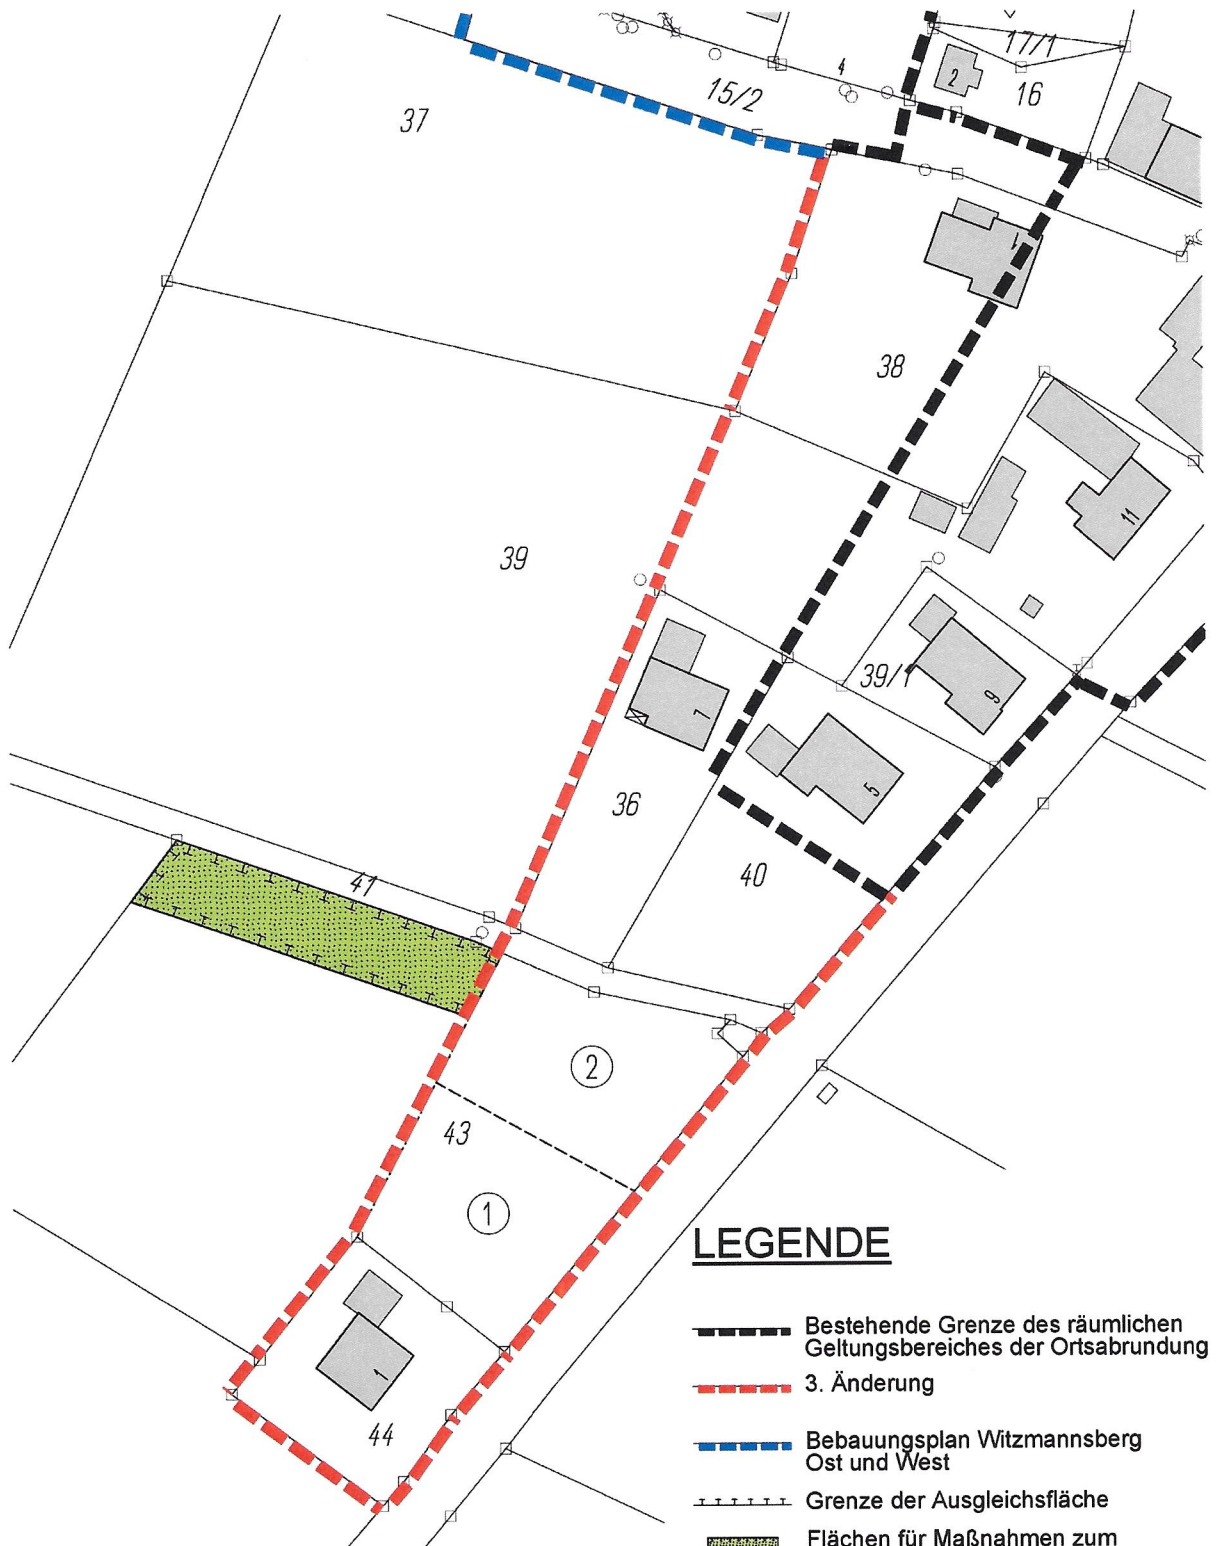 17/1
4
2
16
15/2
37
1
38
11
39
39/1
9
7
5
36
40
41
2
43
1
1
44
LEGENDE
Bestehende Grenze des räumlichen
Geltungsbereiches der Ortsabrundung
3. Änderung
Bebauungsplan Witzmannsberg
Ost und West
Grenze der Ausgleichsfläche
Flächen für Maßnahmen zum